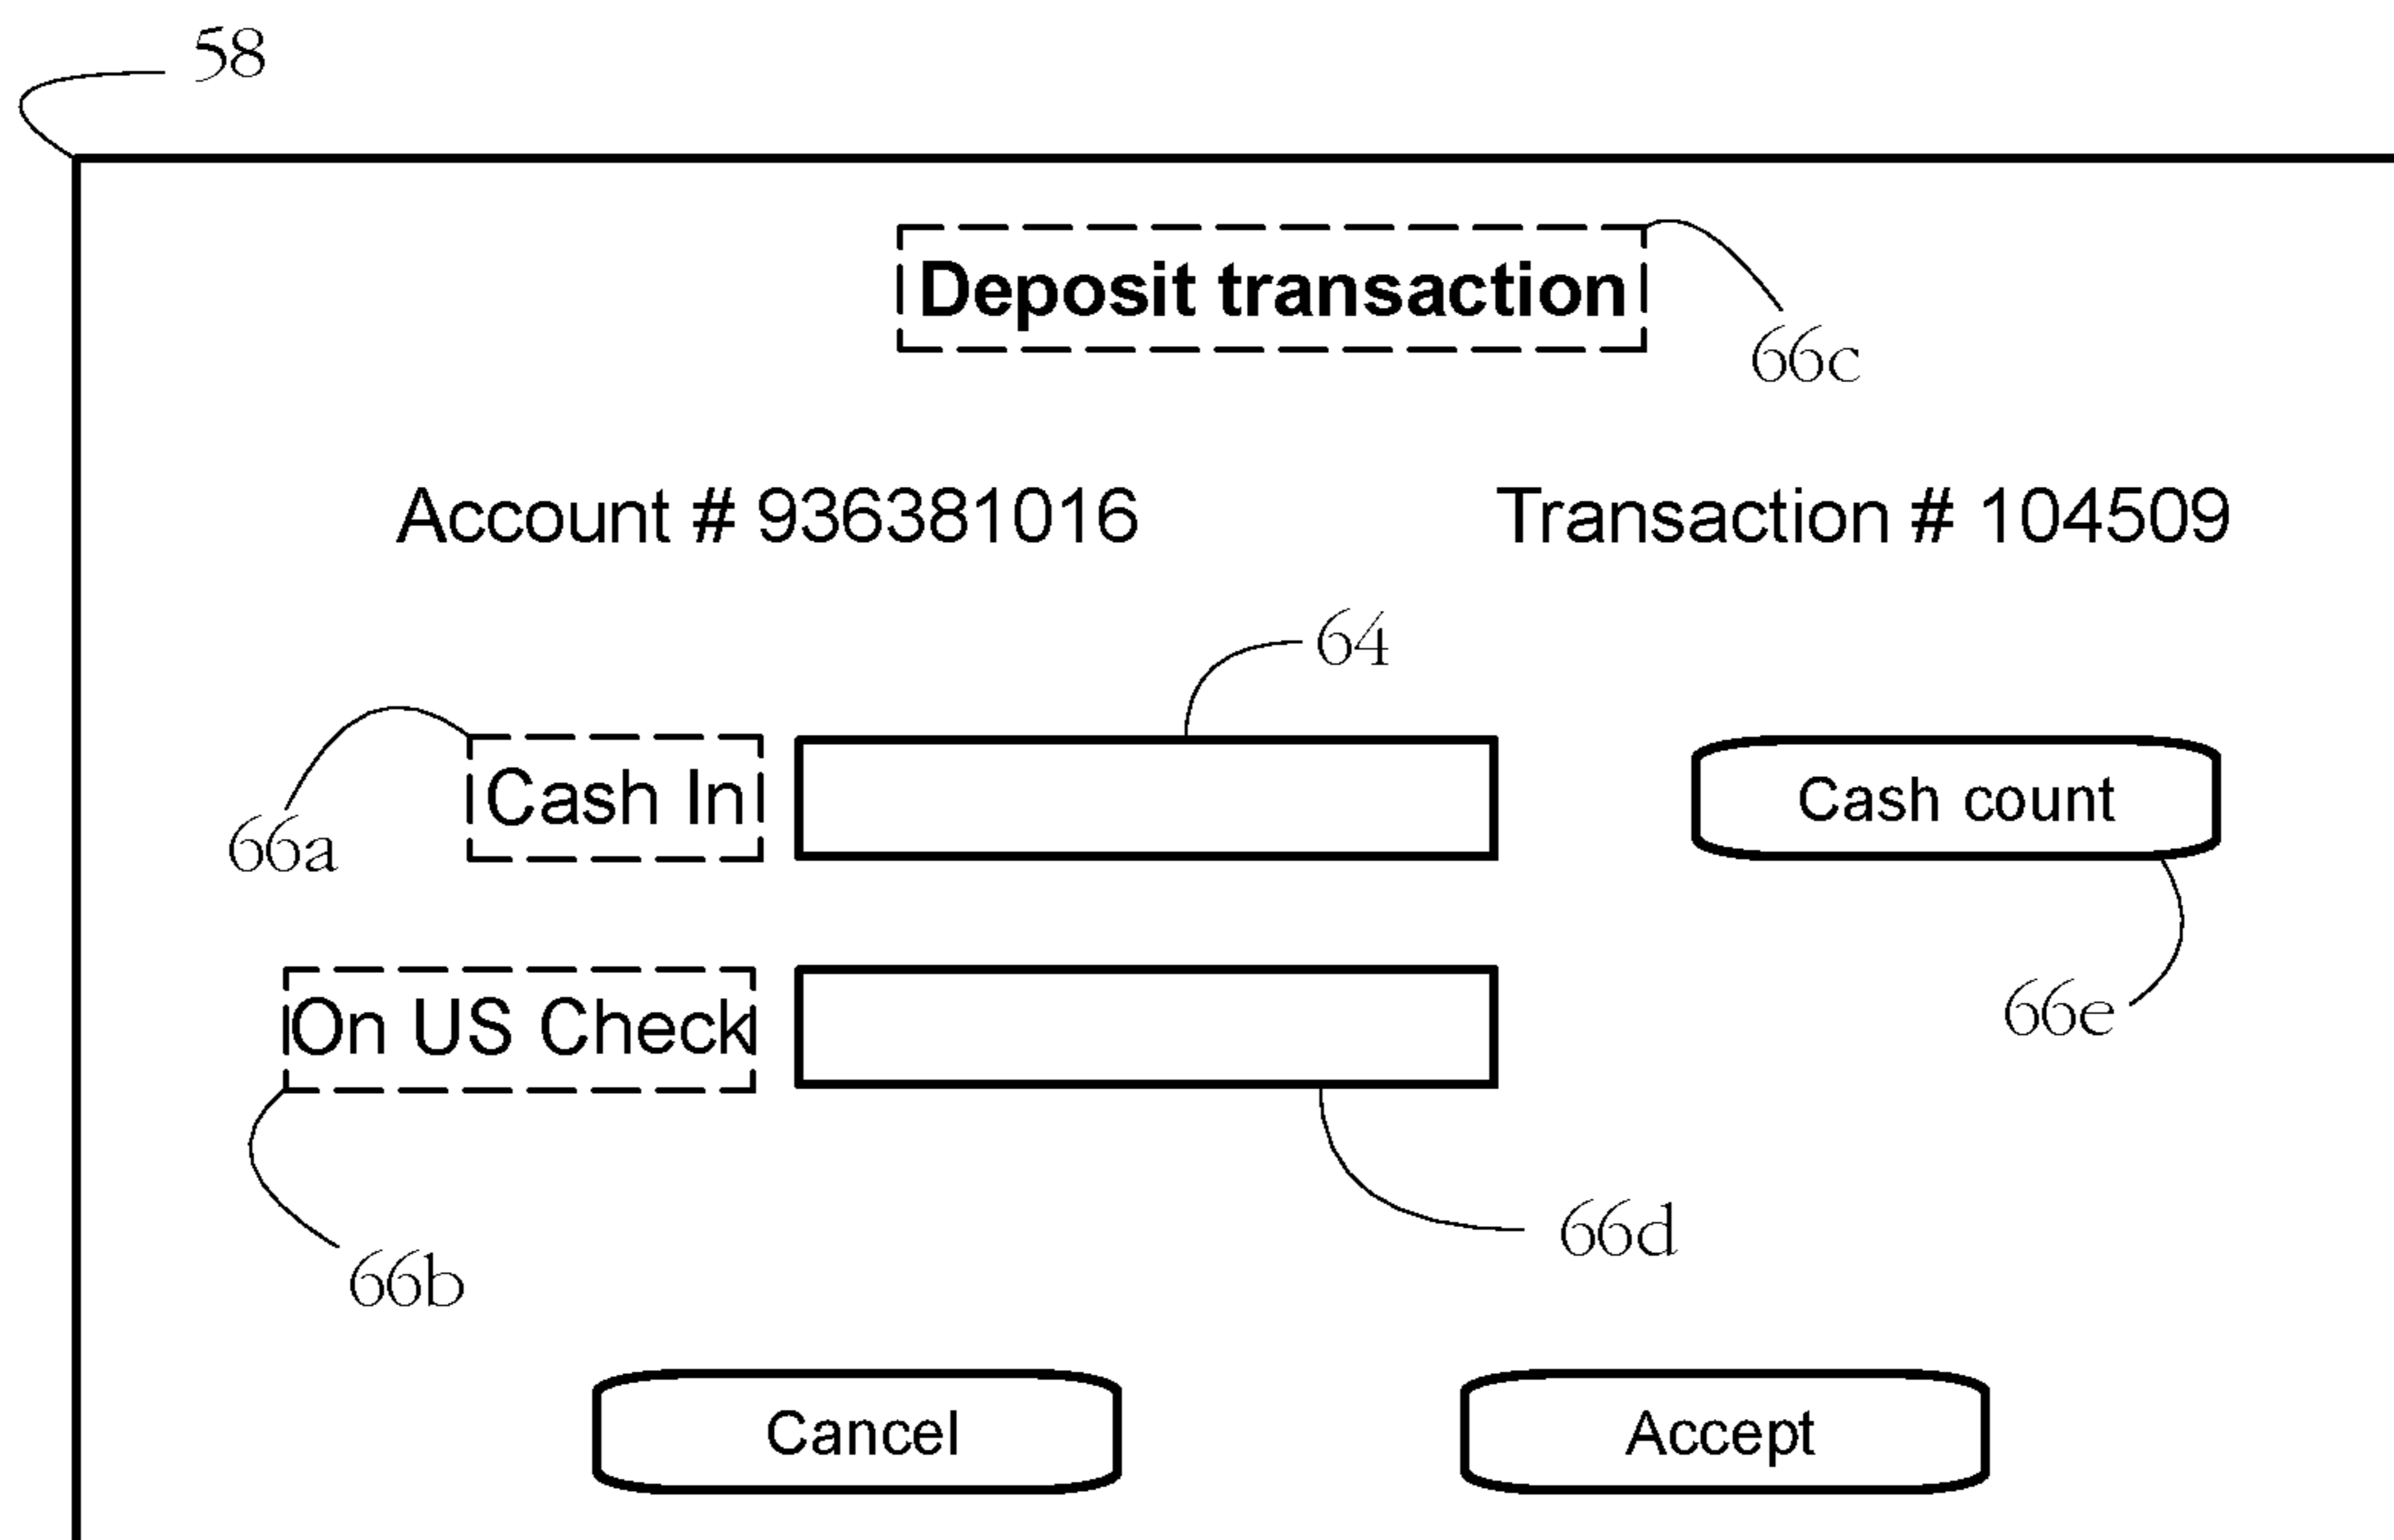 58
Deposit transaction
66c
Account # 936381016 Transaction # 104509
64
66a Cash In Cash count
On US Check 66e
66d
66b
Cancel Accept